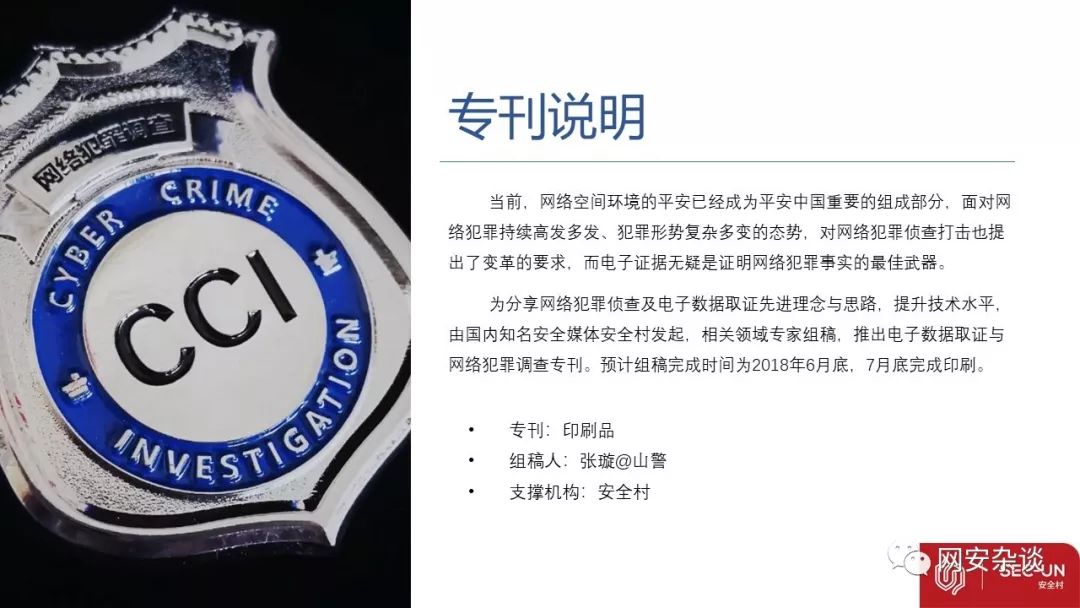 网络犯罪调查
CYBER CRIME
CCI
INVESTIGATION
专刊说明
当前，网络空间环境的平安已经成为平安中国重要的组成部分，面对网
络犯罪持续高发多发、犯罪形势复杂多变的态势，对网络犯罪侦查打击也提
出了变革的要求，而电子证据无疑是证明网络犯罪事实的最佳武器。
为分享网络犯罪侦查及电子数据取证先进理念与思路，提升技术水平，
由国内知名安全媒体安全村发起，相关领域专家组稿，推出电子数据取证与
网络犯罪调查专刊。预计组稿完成时间为2018年6月底，7月底完成印刷。
• 专刊：印刷品
• 组稿人：张璇@山警
• 支撑机构：安全村
网安杂谈
SEC-UN
安全村